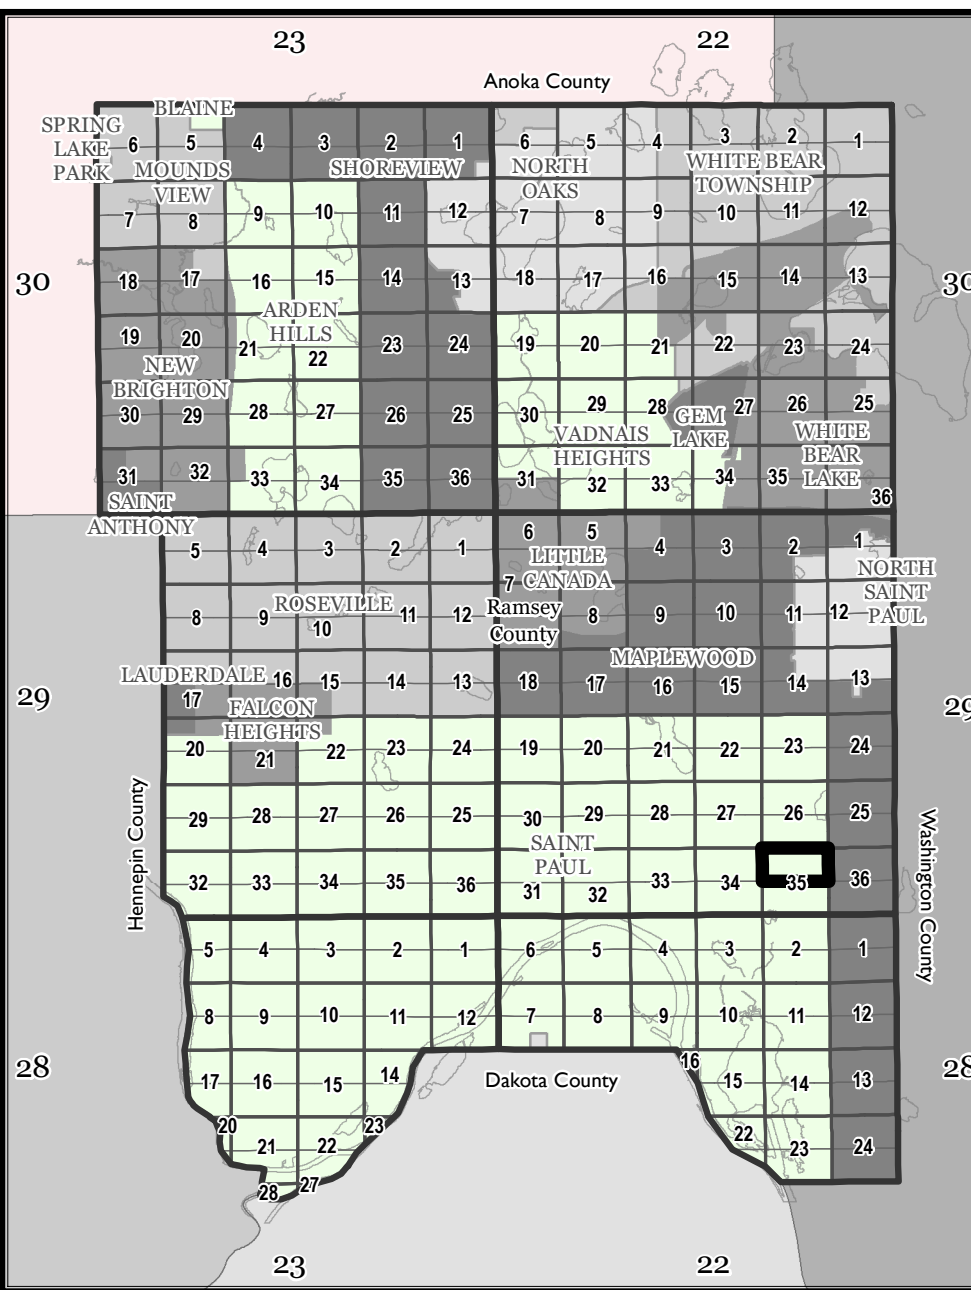 23 22
Anoka County
BLAINE
SPRING
LAKE
PARK
6 5 4 3 2 1 6 5 4 3 2 1
MOUNDS
VIEW
SHOREVIEW
NORTH
OAKS
WHITE BEAR
TOWNSHIP
7 8 9 10 11 12 7 8 9 10 11 12
30 18 17 16 15 14 13 18 17 16 15 14 13 30
ARDEN
HILLS
19 20 21 22 23 24 19 20 21 22 23 24
NEW
BRIGHTON
30 29 28 27 26 25 30 29 28 27 26 25
GEM
LAKE
VADNAIS
HEIGHTS
WHITE
BEAR
LAKE
31 32 33 34 35 36 31 32 33 34 35 36
SAINT
ANTHONY
5 4 3 2 1 6 5 4 3 2 1
LITTLE
CANADA
NORTH
SAINT
PAUL
8 9 10 11 12 7 8 9 10 11 12
ROSEVILLE
Ramsey
County
MAPLEWOOD
LAUDERDALE
29 17 16 15 14 13 18 17 16 15 14 13 29
FALCON
HEIGHTS
20 21 22 23 24 19 20 21 22 23 24
29 28 27 26 25 30 29 28 27 26 25
Hennepin County
SAINT
PAUL
Washington County
32 33 34 35 36 31 32 33 34 35 36
5 4 3 2 1 6 5 4 3 2 1
8 9 10 11 12 7 8 9 10 11 12
28 17 16 15 14 16 15 14 13 28
Dakota County
20 21 22 23 22 23 24
28 27
23 22